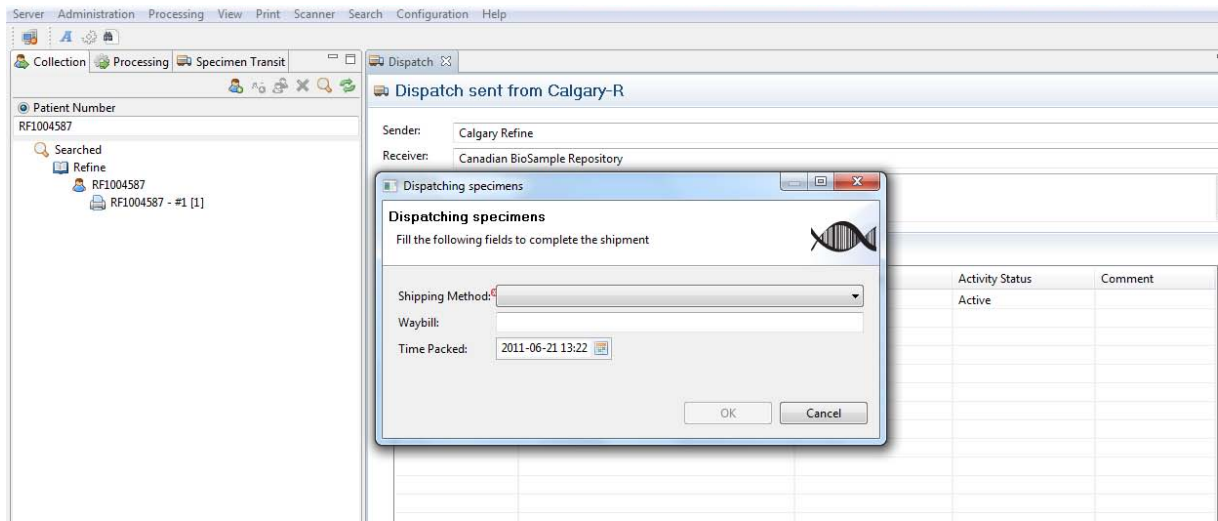 Server Administration Processing View Print Scanner Search Configuration Help
A
Collection Processing Specimen Transit
Dispatch
Dispatch sent from Calgary-R
Patient Number
RF1004587
Searched
Refine
RF1004587
RF1004587 - #1 [1]
Sender: Calgary Refine
Receiver: Canadian BioSample Repository
Dispatching specimens
Dispatching specimens
Fill the following fields to complete the shipment
Shipping Method:
Waybill:
Time Packed: 2011-06-21 13:22
OK Cancel
Activity Status Comment
Active